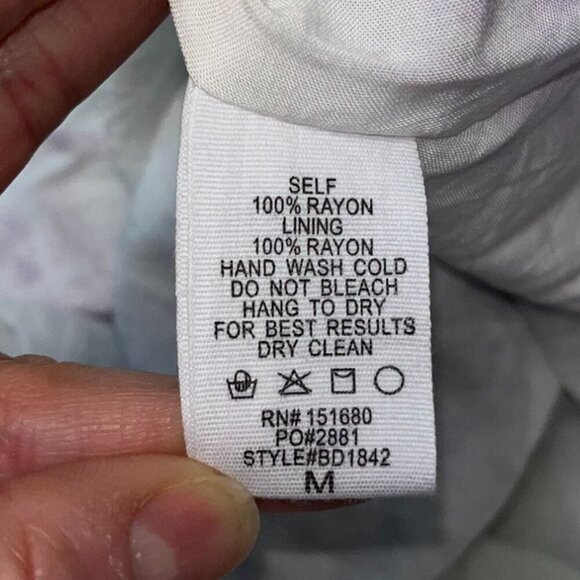 SELF
100% RAYON
LINING
100% RAYON
HAND WASH COLD
DO NOT BLEACH
HANG TO DRY
FOR BEST RESULTS
DRY CLEAN
RN# 151680
PO#2881
STYLE#BD1842
M